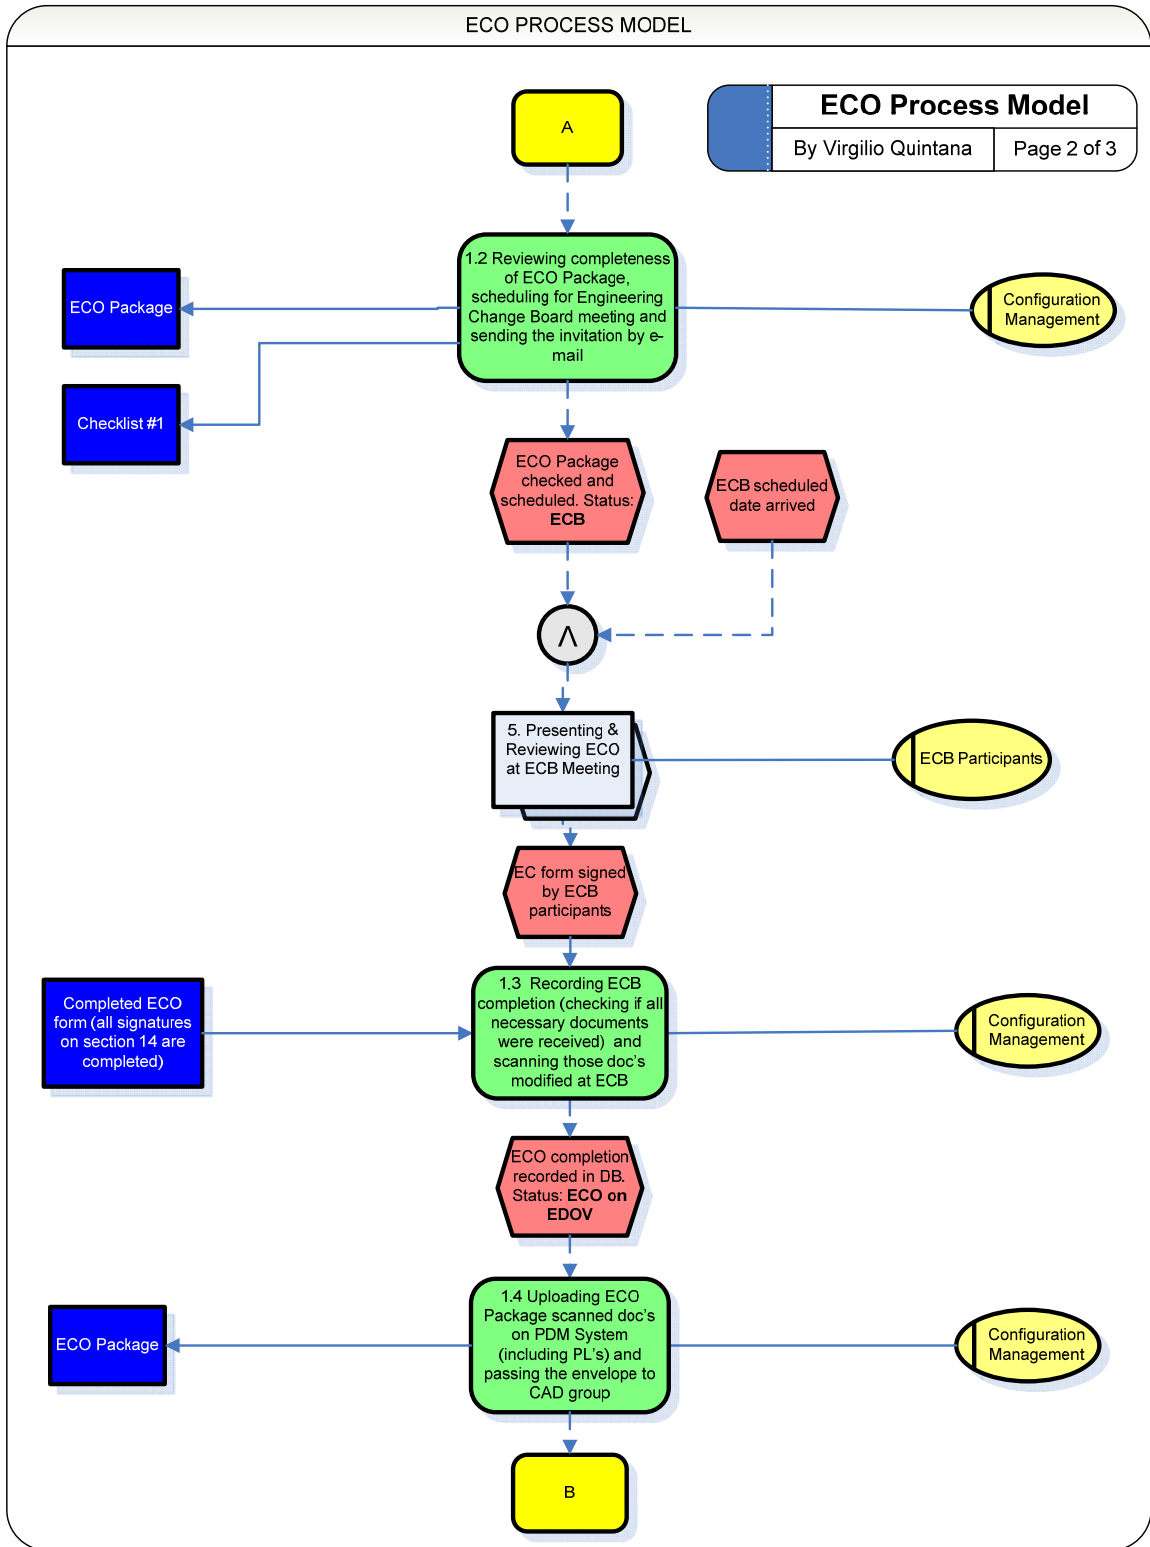 ECO PROCESS MODEL
ECO Process Model
By Virgilio Quintana
Page 2 of 3
A
1.2 Reviewing completeness
of ECO Package,
scheduling for Engineering
Change Board meeting and
sending the invitation by e-
mail
ECO Package
Configuration
Management
Checklist #1
ECO Package
checked and
scheduled. Status:
ECB
ECB scheduled
date arrived
Λ
5. Presenting &
Reviewing ECO
at ECB Meeting
ECB Participants
EC form signed
by ECB
participants
Completed ECO
form (all signatures
on section 14 are
completed)
1.3 Recording ECB
completion (checking if all
necessary documents
were received) and
scanning those doc's
modified at ECB
Configuration
Management
ECO completion
recorded in DB.
Status: ECO on
EDOV
ECO Package
1.4 Uploading ECO
Package scanned doc's
on PDM System
(including PL's) and
passing the envelope to
CAD group
Configuration
Management
B